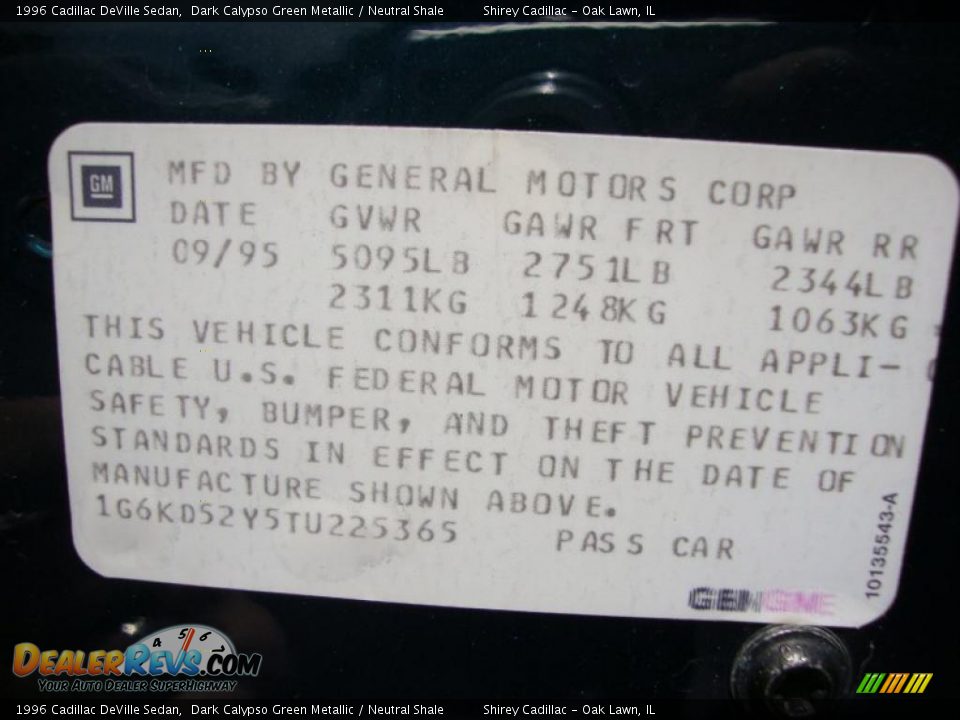 1996 Cadillac DeVille Sedan, Dark Calypso Green Metallic / Neutral Shale Shirey Cadillac - Oak Lawn, IL
GM
MFD BY GENERAL MOTORS CORP
DATE GVWR GAWR FRT GAWR RR
09/95 5095LB 2751LB 2344LB
2311KG 1248KG 1063KG
THIS VEHICLE CONFORMS TO ALL APPLI-
CABLE U.S. FEDERAL MOTOR VEHICLE
SAFETY, BUMPER, AND THEFT PREVENTION
STANDARDS IN EFFECT ON THE DATE OF
MANUFACTURE SHOWN ABOVE.
1G6KD52Y5TU225365 PASS CAR
10135543-A
4 5 6
DEALERREVS.COM
YOUR AUTO DEALER SUPERHIGHWAY
1996 Cadillac DeVille Sedan, Dark Calypso Green Metallic / Neutral Shale Shirey Cadillac - Oak Lawn, IL